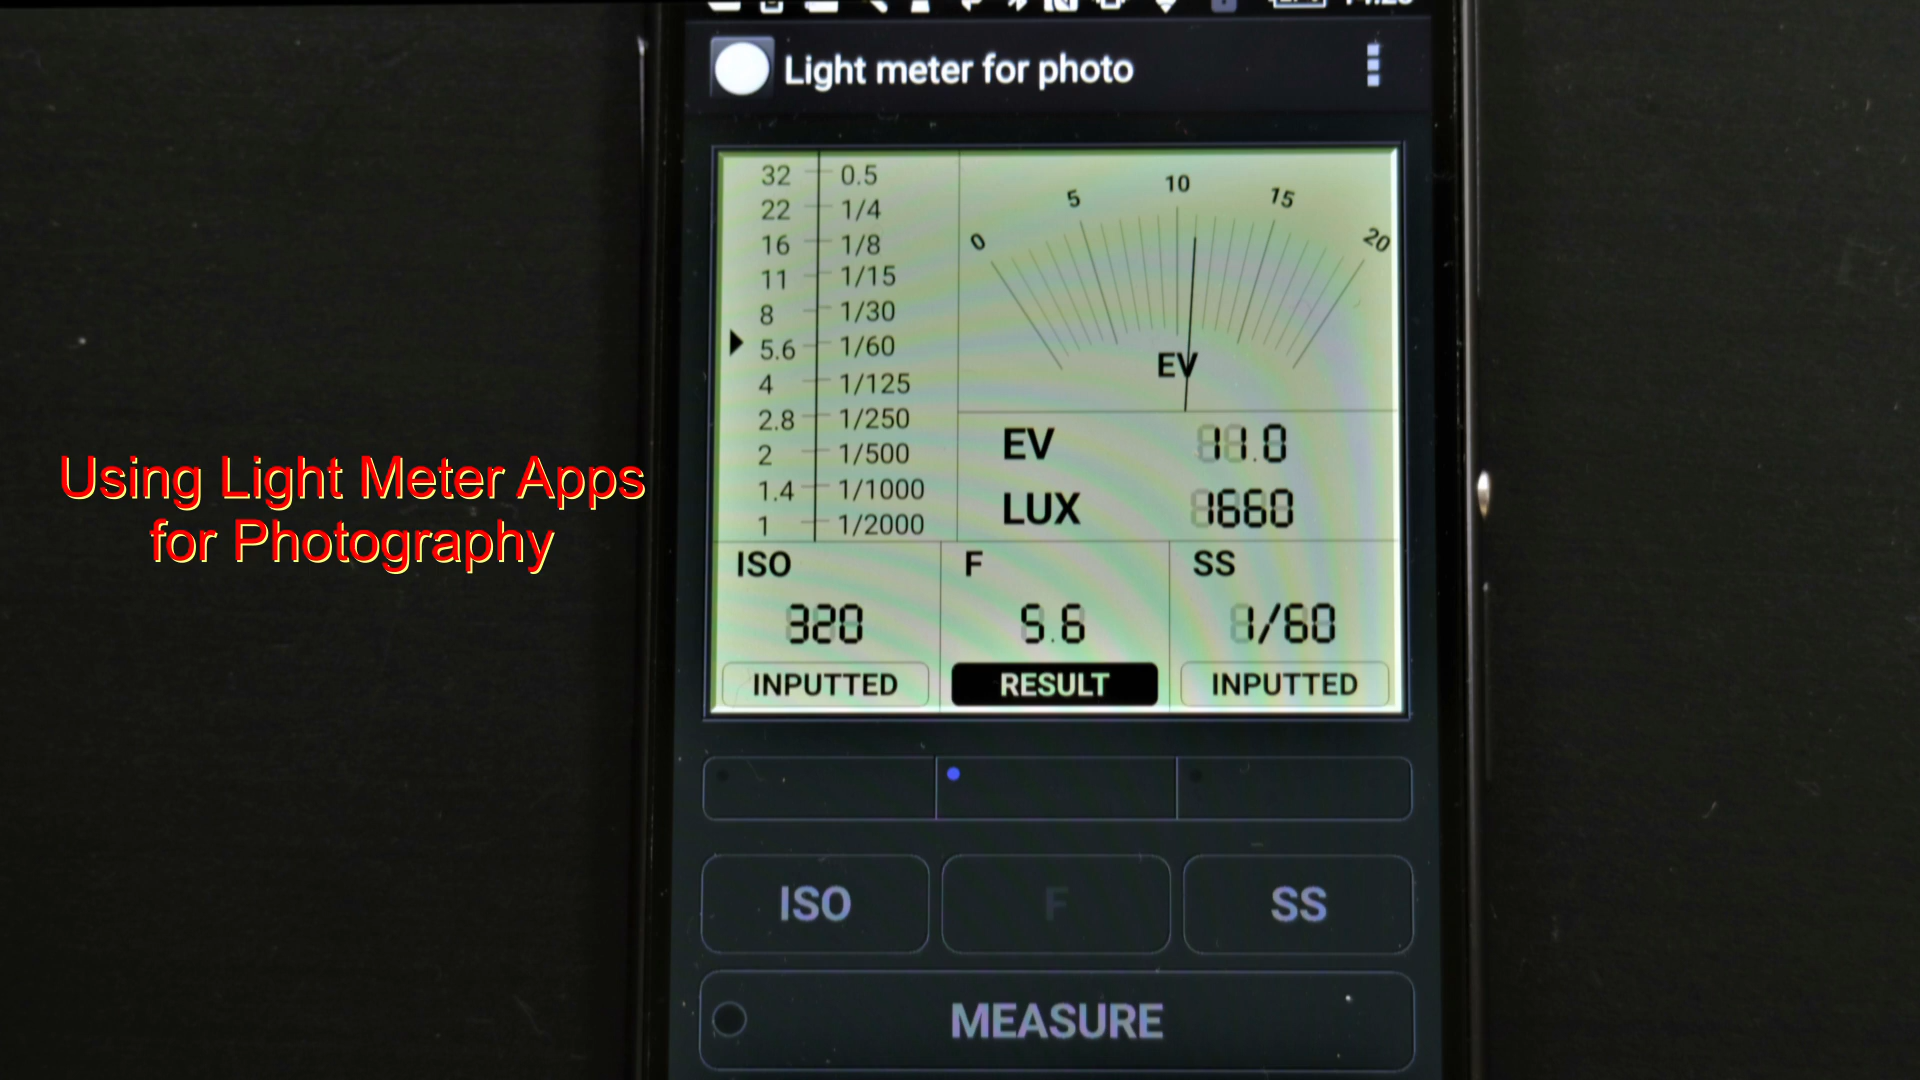 Light meter for photo
32 0.5
22 1/4
16 1/8
11 1/15
8 1/30
5.6 1/60
4 1/125
2.8 1/250
2 1/500
1.4 1/1000
1 1/2000
0 5 10 15 20
EV
EV 11.0
LUX 1660
ISO F SS
320 5.6 1/60
INPUTTED RESULT INPUTTED
ISO F SS
MEASURE
Using Light Meter Apps
for Photography